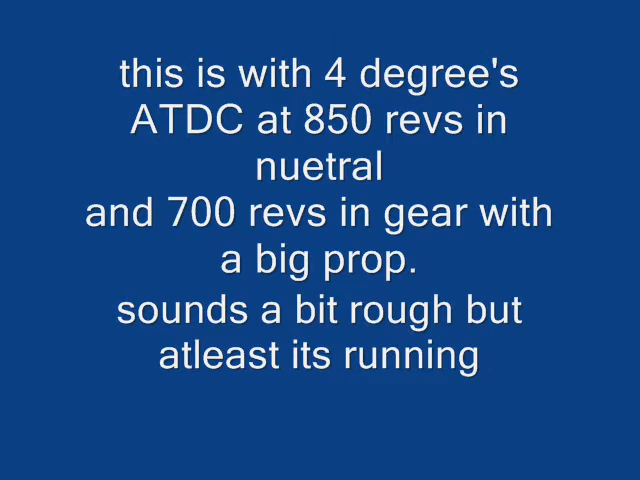 this is with 4 degree's
ATDC at 850 revs in
nuetral
and 700 revs in gear with
a big prop.
sounds a bit rough but
atleast its running